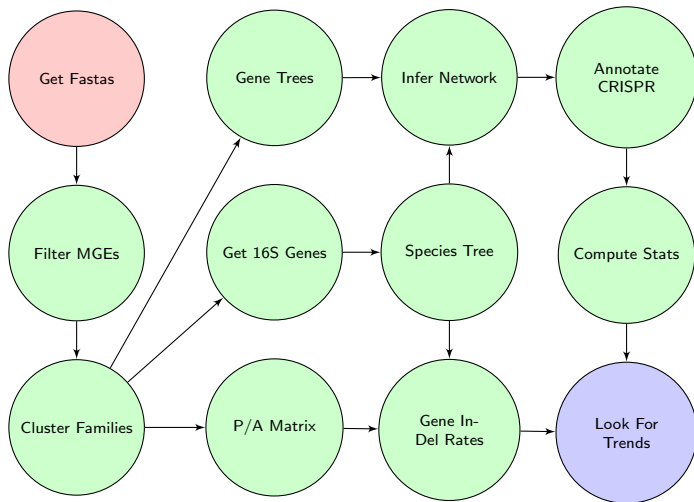 Get Fastas
Gene Trees
Infer Network
Annotate
CRISPR
Filter MGEs
Get 16S Genes
Species Tree
Compute Stats
Cluster Families
P/A Matrix
Gene In-
Del Rates
Look For
Trends